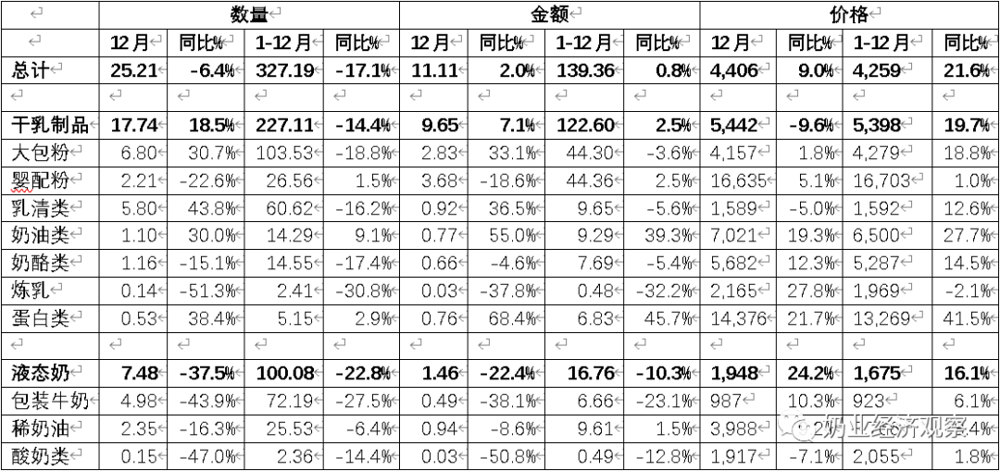 数量 金额 价格
12月 同比% 1-12月 同比% 12月 同比% 1-12月 同比% 12月 同比% 1-12月 同比%
总计 25.21 -6.4% 327.19 -17.1% 11.11 2.0% 139.36 0.8% 4,406 9.0% 4,259 21.6%
干乳制品 17.74 18.5% 227.11 -14.4% 9.65 7.1% 122.60 2.5% 5,442 -9.6% 5,398 19.7%
大包粉 6.80 30.7% 103.53 -18.8% 2.83 33.1% 44.30 -3.6% 4,157 1.8% 4,279 18.8%
婴配粉 2.21 -22.6% 26.56 1.5% 3.68 -18.6% 44.36 2.5% 16,635 5.1% 16,703 1.0%
乳清类 5.80 43.8% 60.62 -16.2% 0.92 36.5% 9.65 -5.6% 1,589 -5.0% 1,592 12.6%
奶油类 1.10 30.0% 14.29 9.1% 0.77 55.0% 9.29 39.3% 7,021 19.3% 6,500 27.7%
奶酪类 1.16 -15.1% 14.55 -17.4% 0.66 -4.6% 7.69 -5.4% 5,682 12.3% 5,287 14.5%
炼乳 0.14 -51.3% 2.41 -30.8% 0.03 -37.8% 0.48 -32.2% 2,165 27.8% 1,969 -2.1%
蛋白类 0.53 38.4% 5.15 2.9% 0.76 68.4% 6.83 45.7% 14,376 21.7% 13,269 41.5%
液态奶 7.48 -37.5% 100.08 -22.8% 1.46 -22.4% 16.76 -10.3% 1,948 24.2% 1,675 16.1%
包装牛奶 4.98 -43.9% 72.19 -27.5% 0.49 -38.1% 6.66 -23.1% 987 10.3% 923 6.1%
稀奶油 2.35 -16.3% 25.53 -6.4% 0.94 -8.6% 9.61 1.5% 3,988
奶业经济观察
酸奶类 0.15 -47.0% 2.36 -14.4% 0.03 -50.8% 0.49 -12.8% 1,917 -7.1% 2,055 1.8%